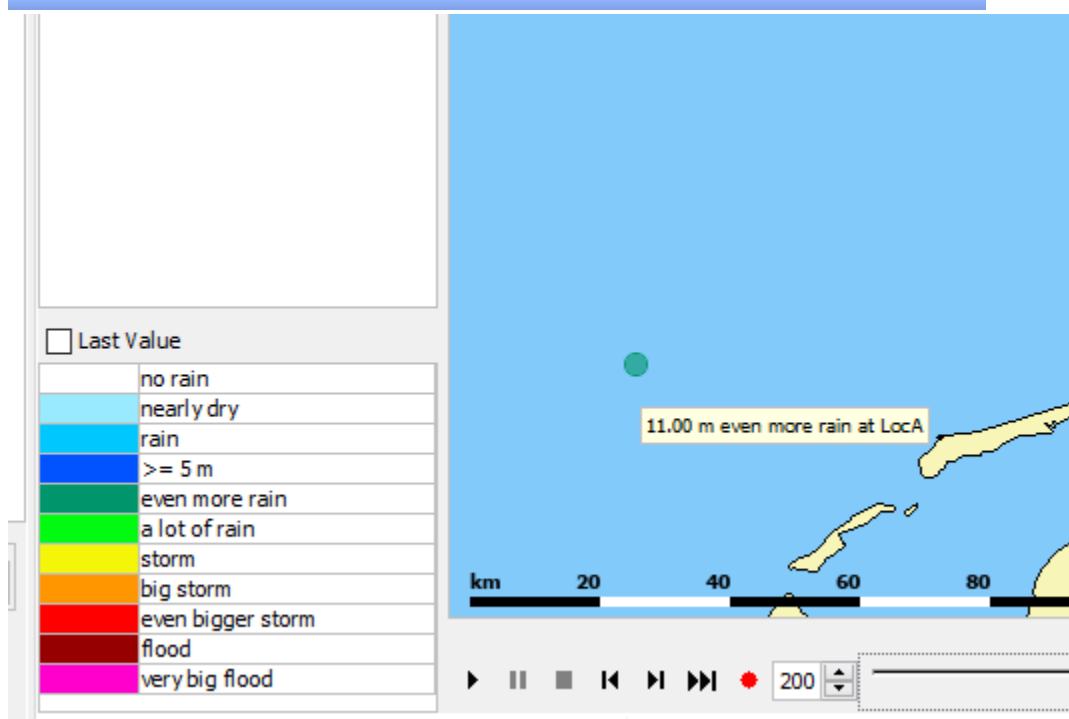 Last Value
no rain
nearly dry
rain
>= 5 m
even more rain
a lot of rain
storm
big storm
even bigger storm
flood
very big flood
11.00 m even more rain at LocA
km 20 40 60 80
200